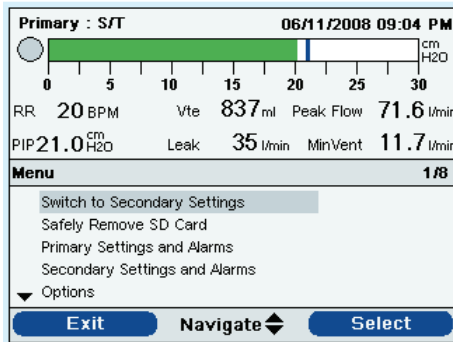 Primary : S/T 06/11/2008 09:04 PM
cm
H2O
0 5 10 15 20 25 30
RR 20 BPM Vte 837 ml Peak Flow 71.6 l/min
PIP 21.0 cm H2O Leak 35 l/min MinVent 11.7 l/min
Menu 1/8
Switch to Secondary Settings
Safely Remove SD Card
Primary Settings and Alarms
Secondary Settings and Alarms
Options
Exit Navigate Select